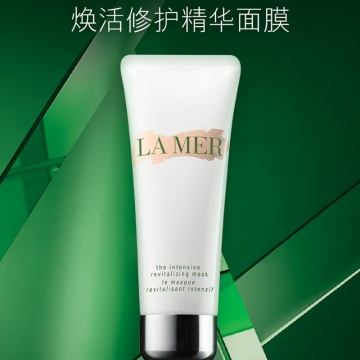 焕活修护精华面膜
LA MER
the intensive
revitalizing mask
le masque
revitalisant intensif